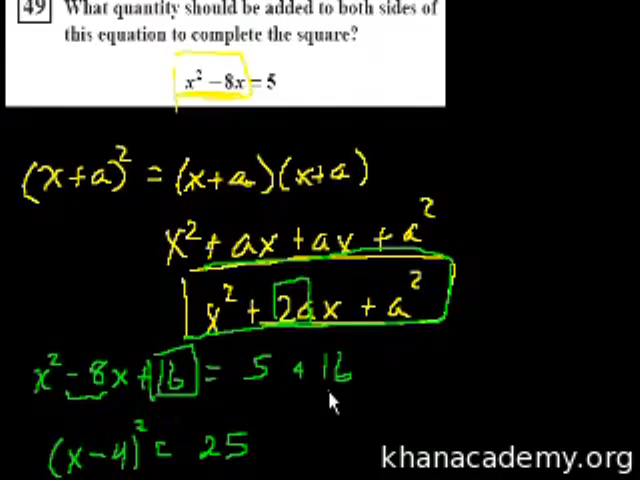 49 What quantity should be added to both sides of
this equation to complete the square?
x² − 8x = 5
(x+a)² = (x+a)(x+a)
x² + ax + ax + a²
x² + 2ax + a²
x² − 8x + 16 = 5 + 16
(x−4)² = 25
khanacademy.org